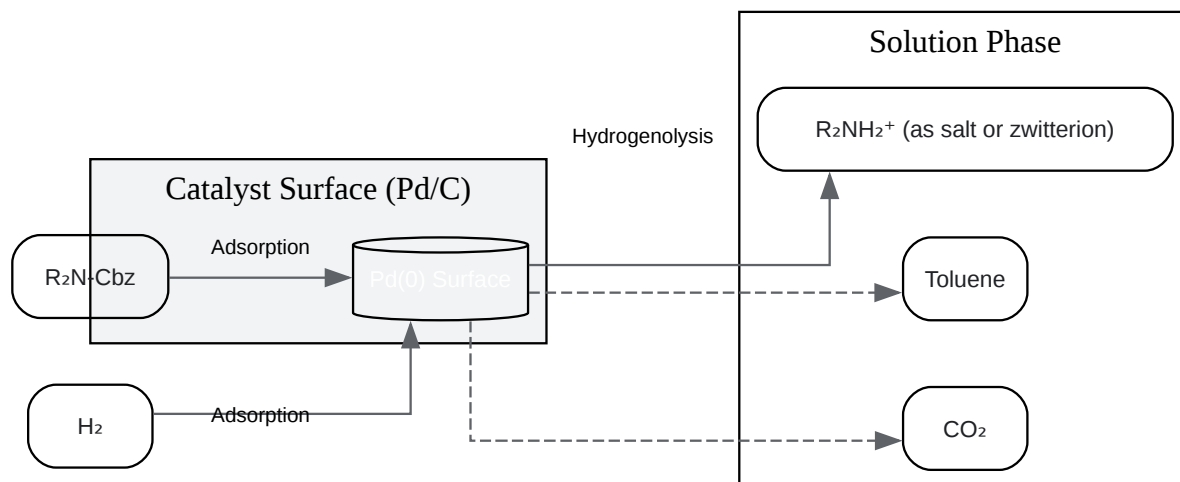 Solution Phase
R₂NH₂⁺ (as salt or zwitterion)
Hydrogenolysis
Catalyst Surface (Pd/C)
Adsorption
R₂N-Cbz
Pd(0) Surface
Toluene
H₂
Adsorption
CO₂